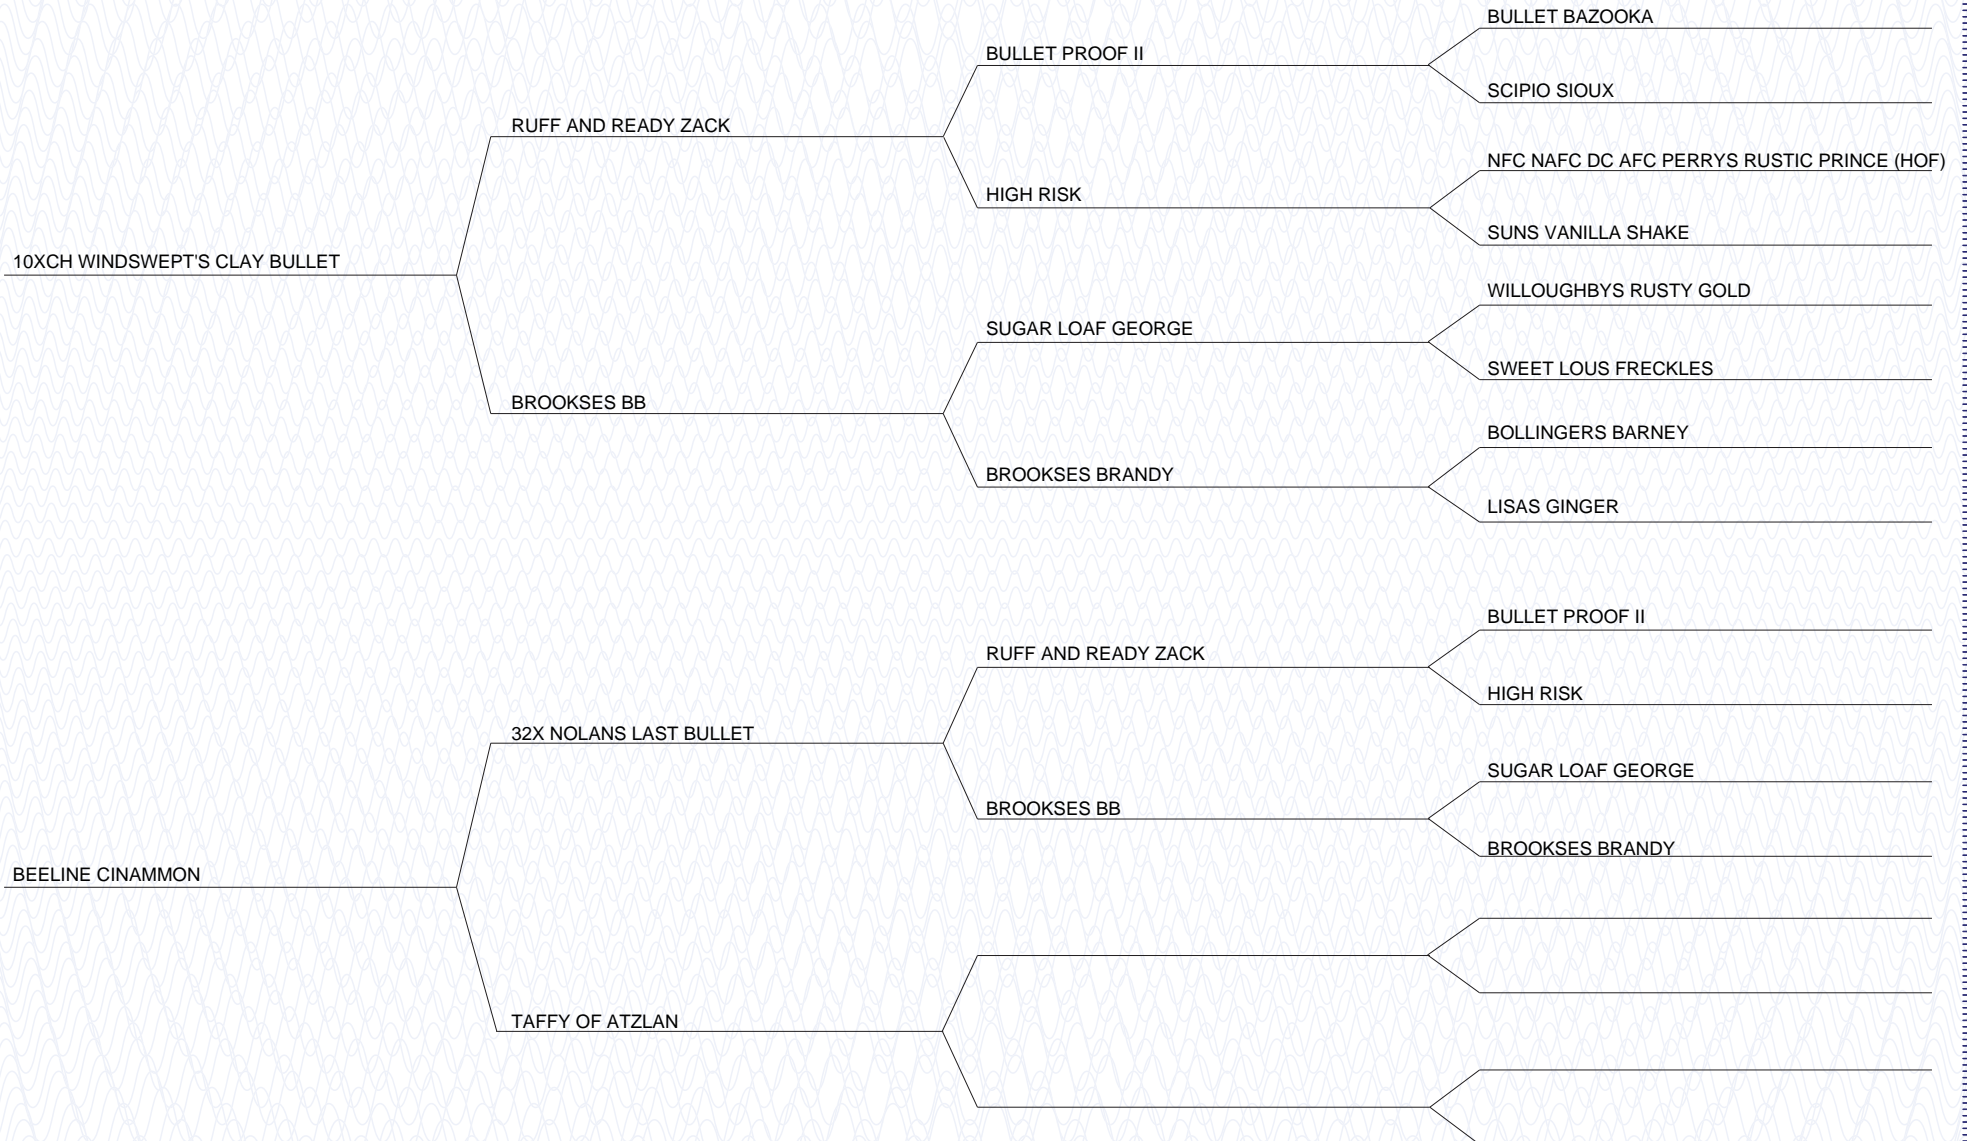 BULLET BAZOOKA
BULLET PROOF II
SCIPIO SIOUX
RUFF AND READY ZACK
NFC NAFC DC AFC PERRYS RUSTIC PRINCE (HOF)
HIGH RISK
SUNS VANILLA SHAKE
10XCH WINDSWEPT'S CLAY BULLET
WILLOUGHBYS RUSTY GOLD
SUGAR LOAF GEORGE
SWEET LOUS FRECKLES
BROOKSES BB
BOLLINGERS BARNEY
BROOKSES BRANDY
LISAS GINGER
BULLET PROOF II
RUFF AND READY ZACK
HIGH RISK
32X NOLANS LAST BULLET
SUGAR LOAF GEORGE
BROOKSES BB
BROOKSES BRANDY
BEELINE CINAMMON
TAFFY OF ATZLAN